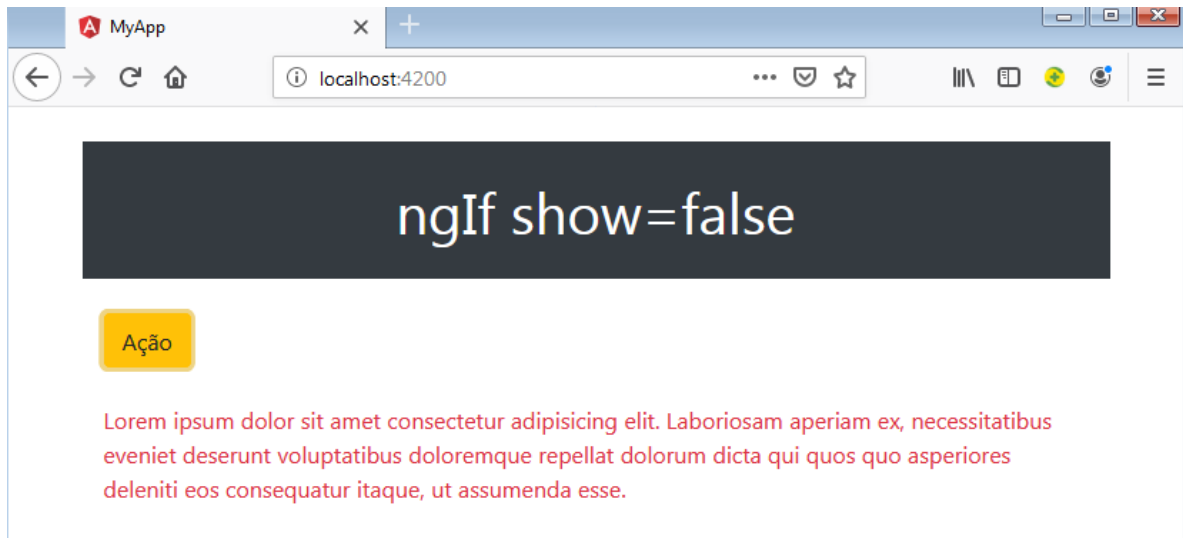 MyApp
localhost:4200
ngIf show=false
Ação
Lorem ipsum dolor sit amet consectetur adipisicing elit. Laboriosam aperiam ex, necessitatibus
eveniet deserunt voluptatibus doloremque repellat dolorum dicta qui quos quo asperiores
deleniti eos consequatur itaque, ut assumenda esse.